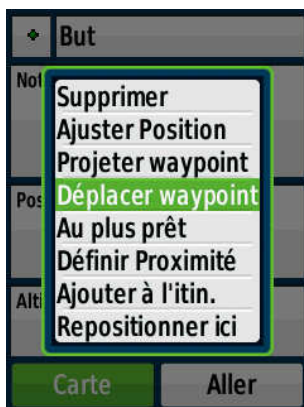 But
Not
Supprimer
Ajuster Position
Projeter waypoint
Pos
Déplacer waypoint
Au plus prêt
Définir Proximité
Alti
Ajouter à l'itin.
Repositionner ici
Carte
Aller